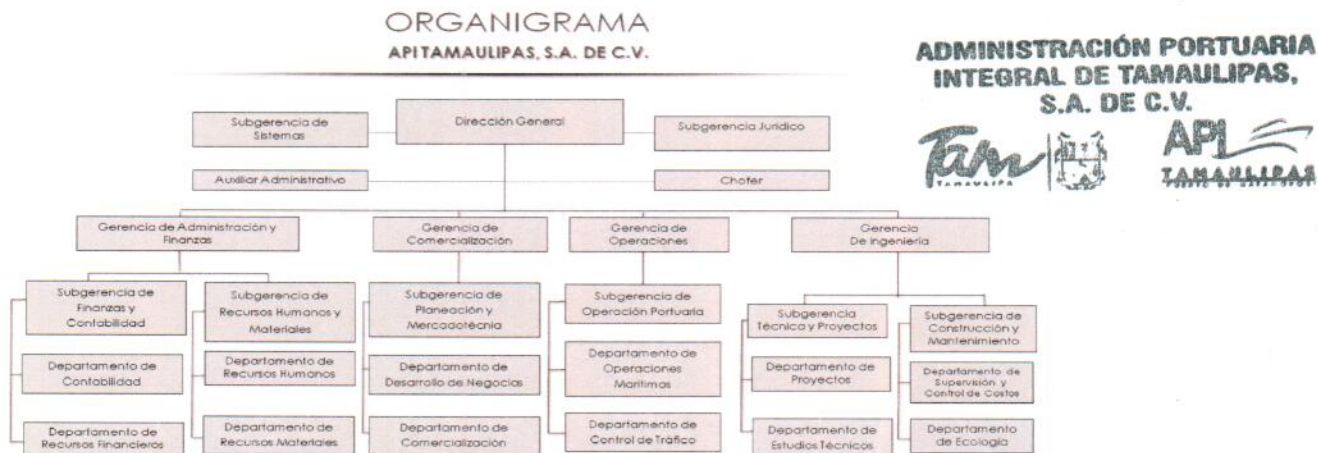 ORGANIGRAMA
API TAMAULIPAS, S.A. DE C.V.
ADMINISTRACIÓN PORTUARIA
INTEGRAL DE TAMAULIPAS,
S.A. DE C.V.
Tam
TAMAULIPAS
API
TAMAULIPAS
Subgerencia de
Sistemas
Dirección General
Subgerencia Jurídico
Auxiliar Administrativo
Chofer
Gerencia de Administración y
Finanzas
Gerencia de
Comercialización
Gerencia de
Operaciones
Gerencia
De Ingeniería
Subgerencia de
Finanzas y
Contabilidad
Subgerencia de
Recursos Humanos y
Materiales
Subgerencia de
Planeación y
Mercadotécnia
Subgerencia de
Operación Portuaria
Subgerencia
Técnica y Proyectos
Subgerencia de
Construcción y
Mantenimiento
Departamento de
Contabilidad
Departamento de
Recursos Humanos
Departamento de
Desarrollo de Negocios
Departamento de
Operaciones
Marítimos
Departamento de
Proyectos
Departamento de
Supervisión y
Control de Costos
Departamento de
Recursos Financieros
Departamento de
Recursos Materiales
Departamento de
Comercialización
Departamento de
Control de Tráfico
Departamento de
Estudios Técnicos
Departamento
de Ecología